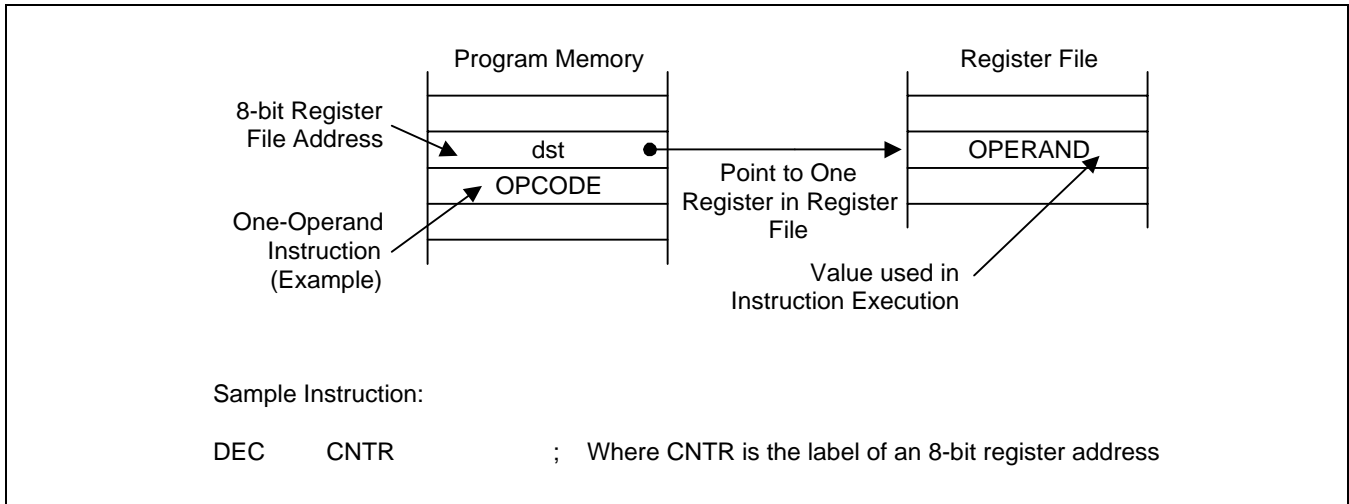 Program Memory
Register File
8-bit Register
File Address
dst
OPERAND
OPCODE
Point to One
Register in Register
File
One-Operand
Instruction
(Example)
Value used in
Instruction Execution
Sample Instruction:
DEC CNTR ; Where CNTR is the label of an 8-bit register address